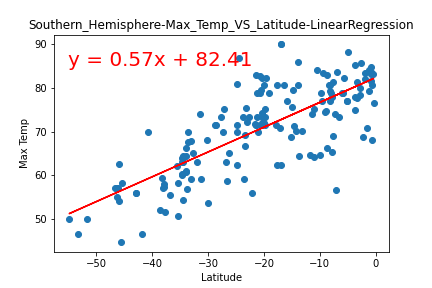 Southern_Hemisphere-Max_Temp_VS_Latitude-LinearRegression
y = 0.57x + 82.41
90
80
70
60
50
Max Temp
−50
−40
−30
−20
−10
0
Latitude